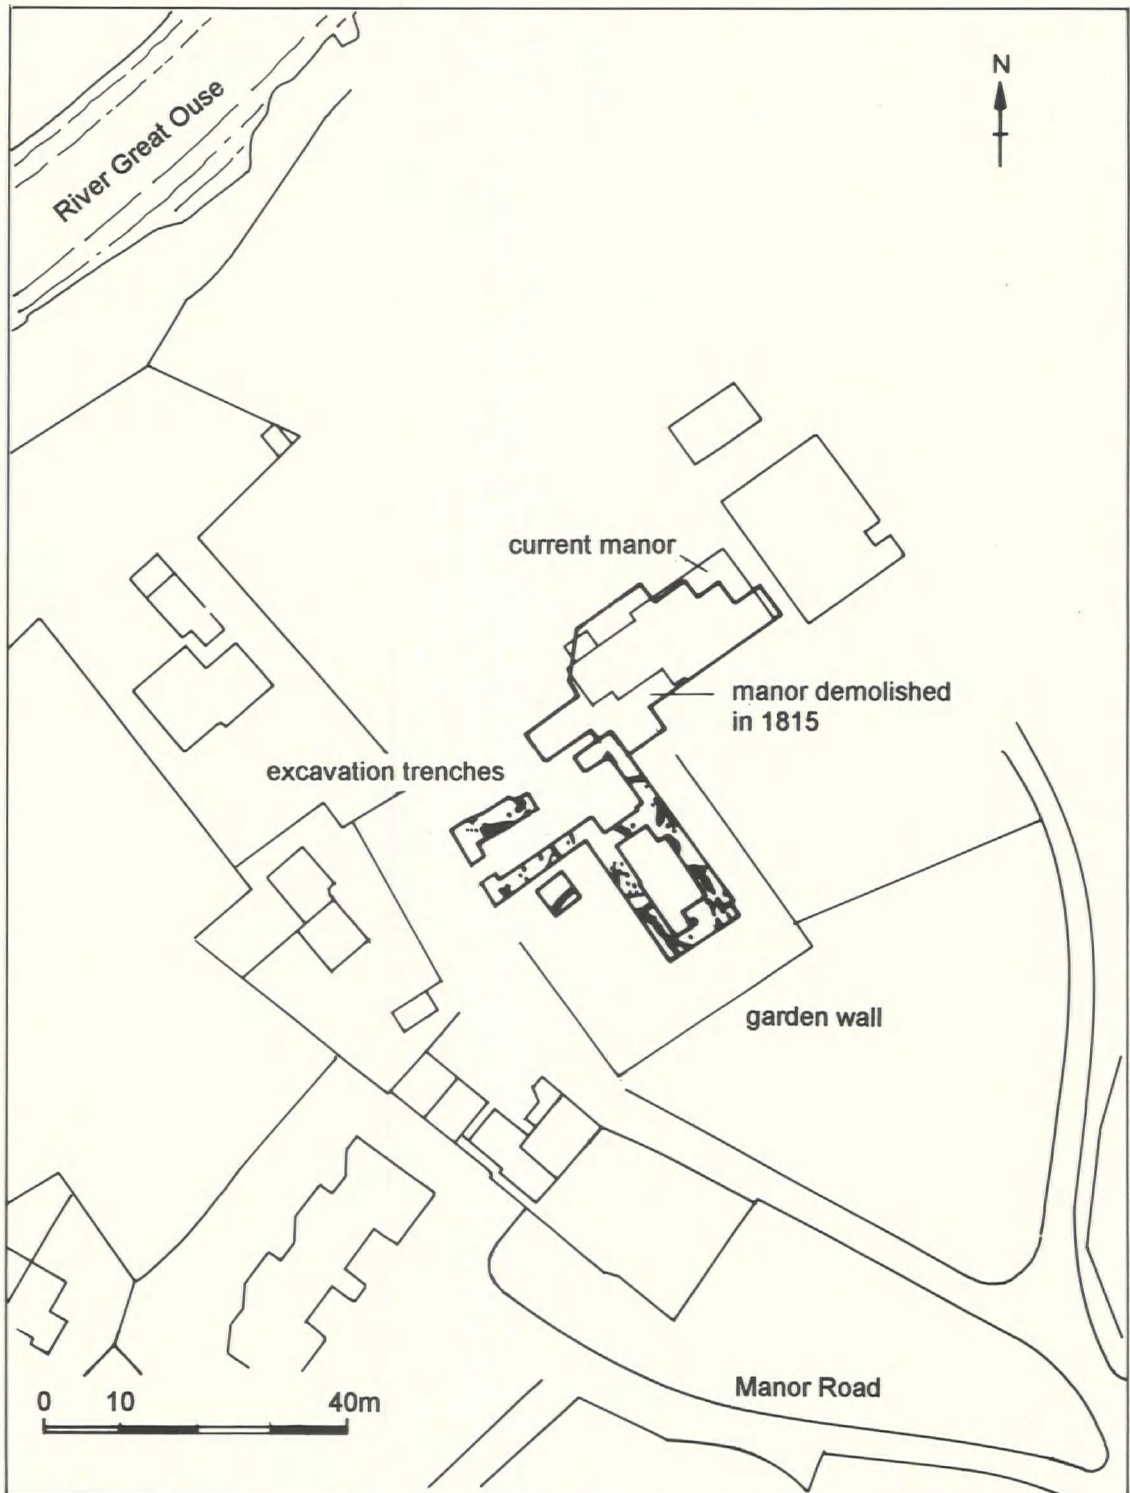 River Great Ouse
N
current manor
manor demolished
in 1815
excavation trenches
garden wall
Manor Road
0 10 40m